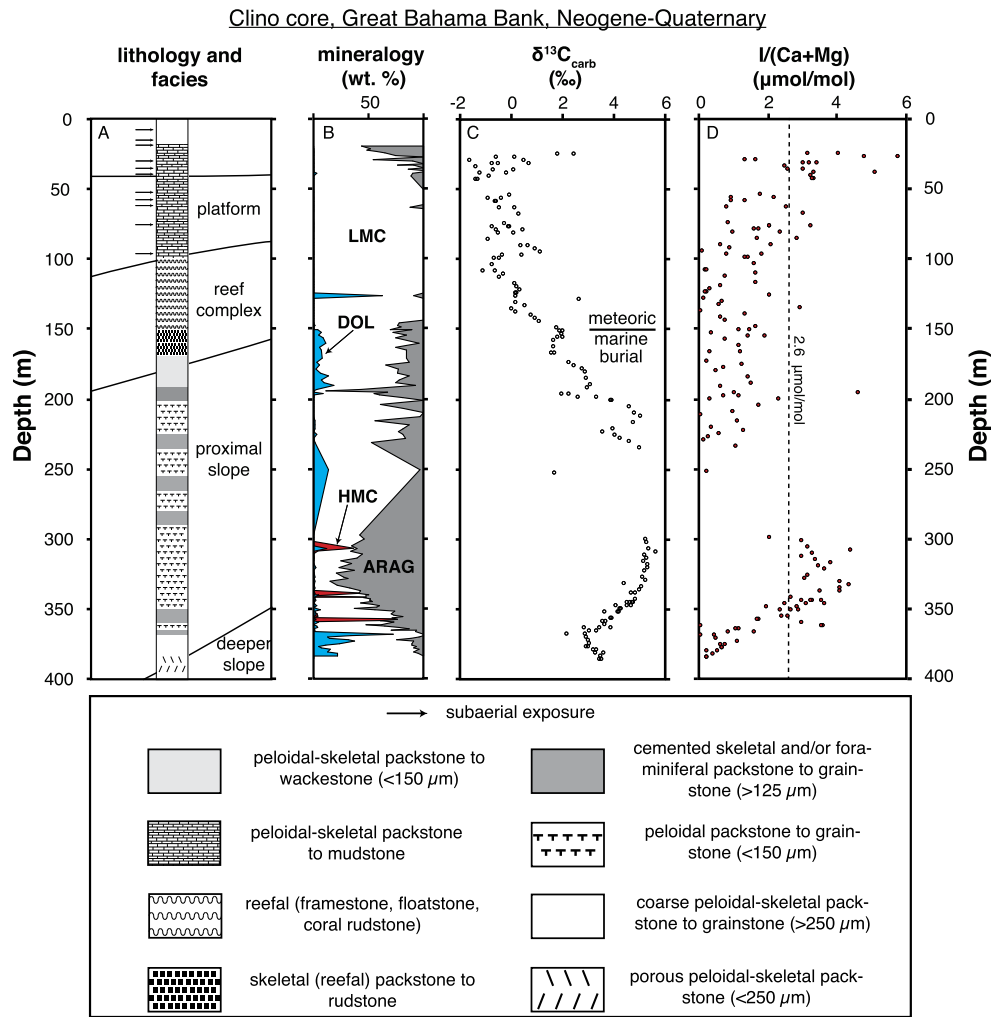 Clino core, Great Bahama Bank, Neogene-Quaternary
lithology and
facies
mineralogy
(wt. %)
δ¹³Ccarb
(‰)
I/(Ca+Mg)
(µmol/mol)
50
-2 0 2 4 6
0 2 4 6
A
B
C
D
Depth (m)
0
50
100
150
200
250
300
350
400
platform
reef
complex
proximal
slope
deeper
slope
LMC
DOL
HMC
ARAG
meteoric
marine
burial
2.6 µmol/mol
0
50
100
150
200
250
300
350
400
Depth (m)
subaerial exposure
peloidal-skeletal packstone to
wackestone (<150 µm)
cemented skeletal and/or fora-
miniferal packstone to grain-
stone (>125 µm)
peloidal-skeletal packstone
to mudstone
peloidal packstone to grain-
stone (<150 µm)
reefal (framestone, floatstone,
coral rudstone)
coarse peloidal-skeletal pack-
stone to grainstone (>250 µm)
skeletal (reefal) packstone to
rudstone
porous peloidal-skeletal pack-
stone (<250 µm)